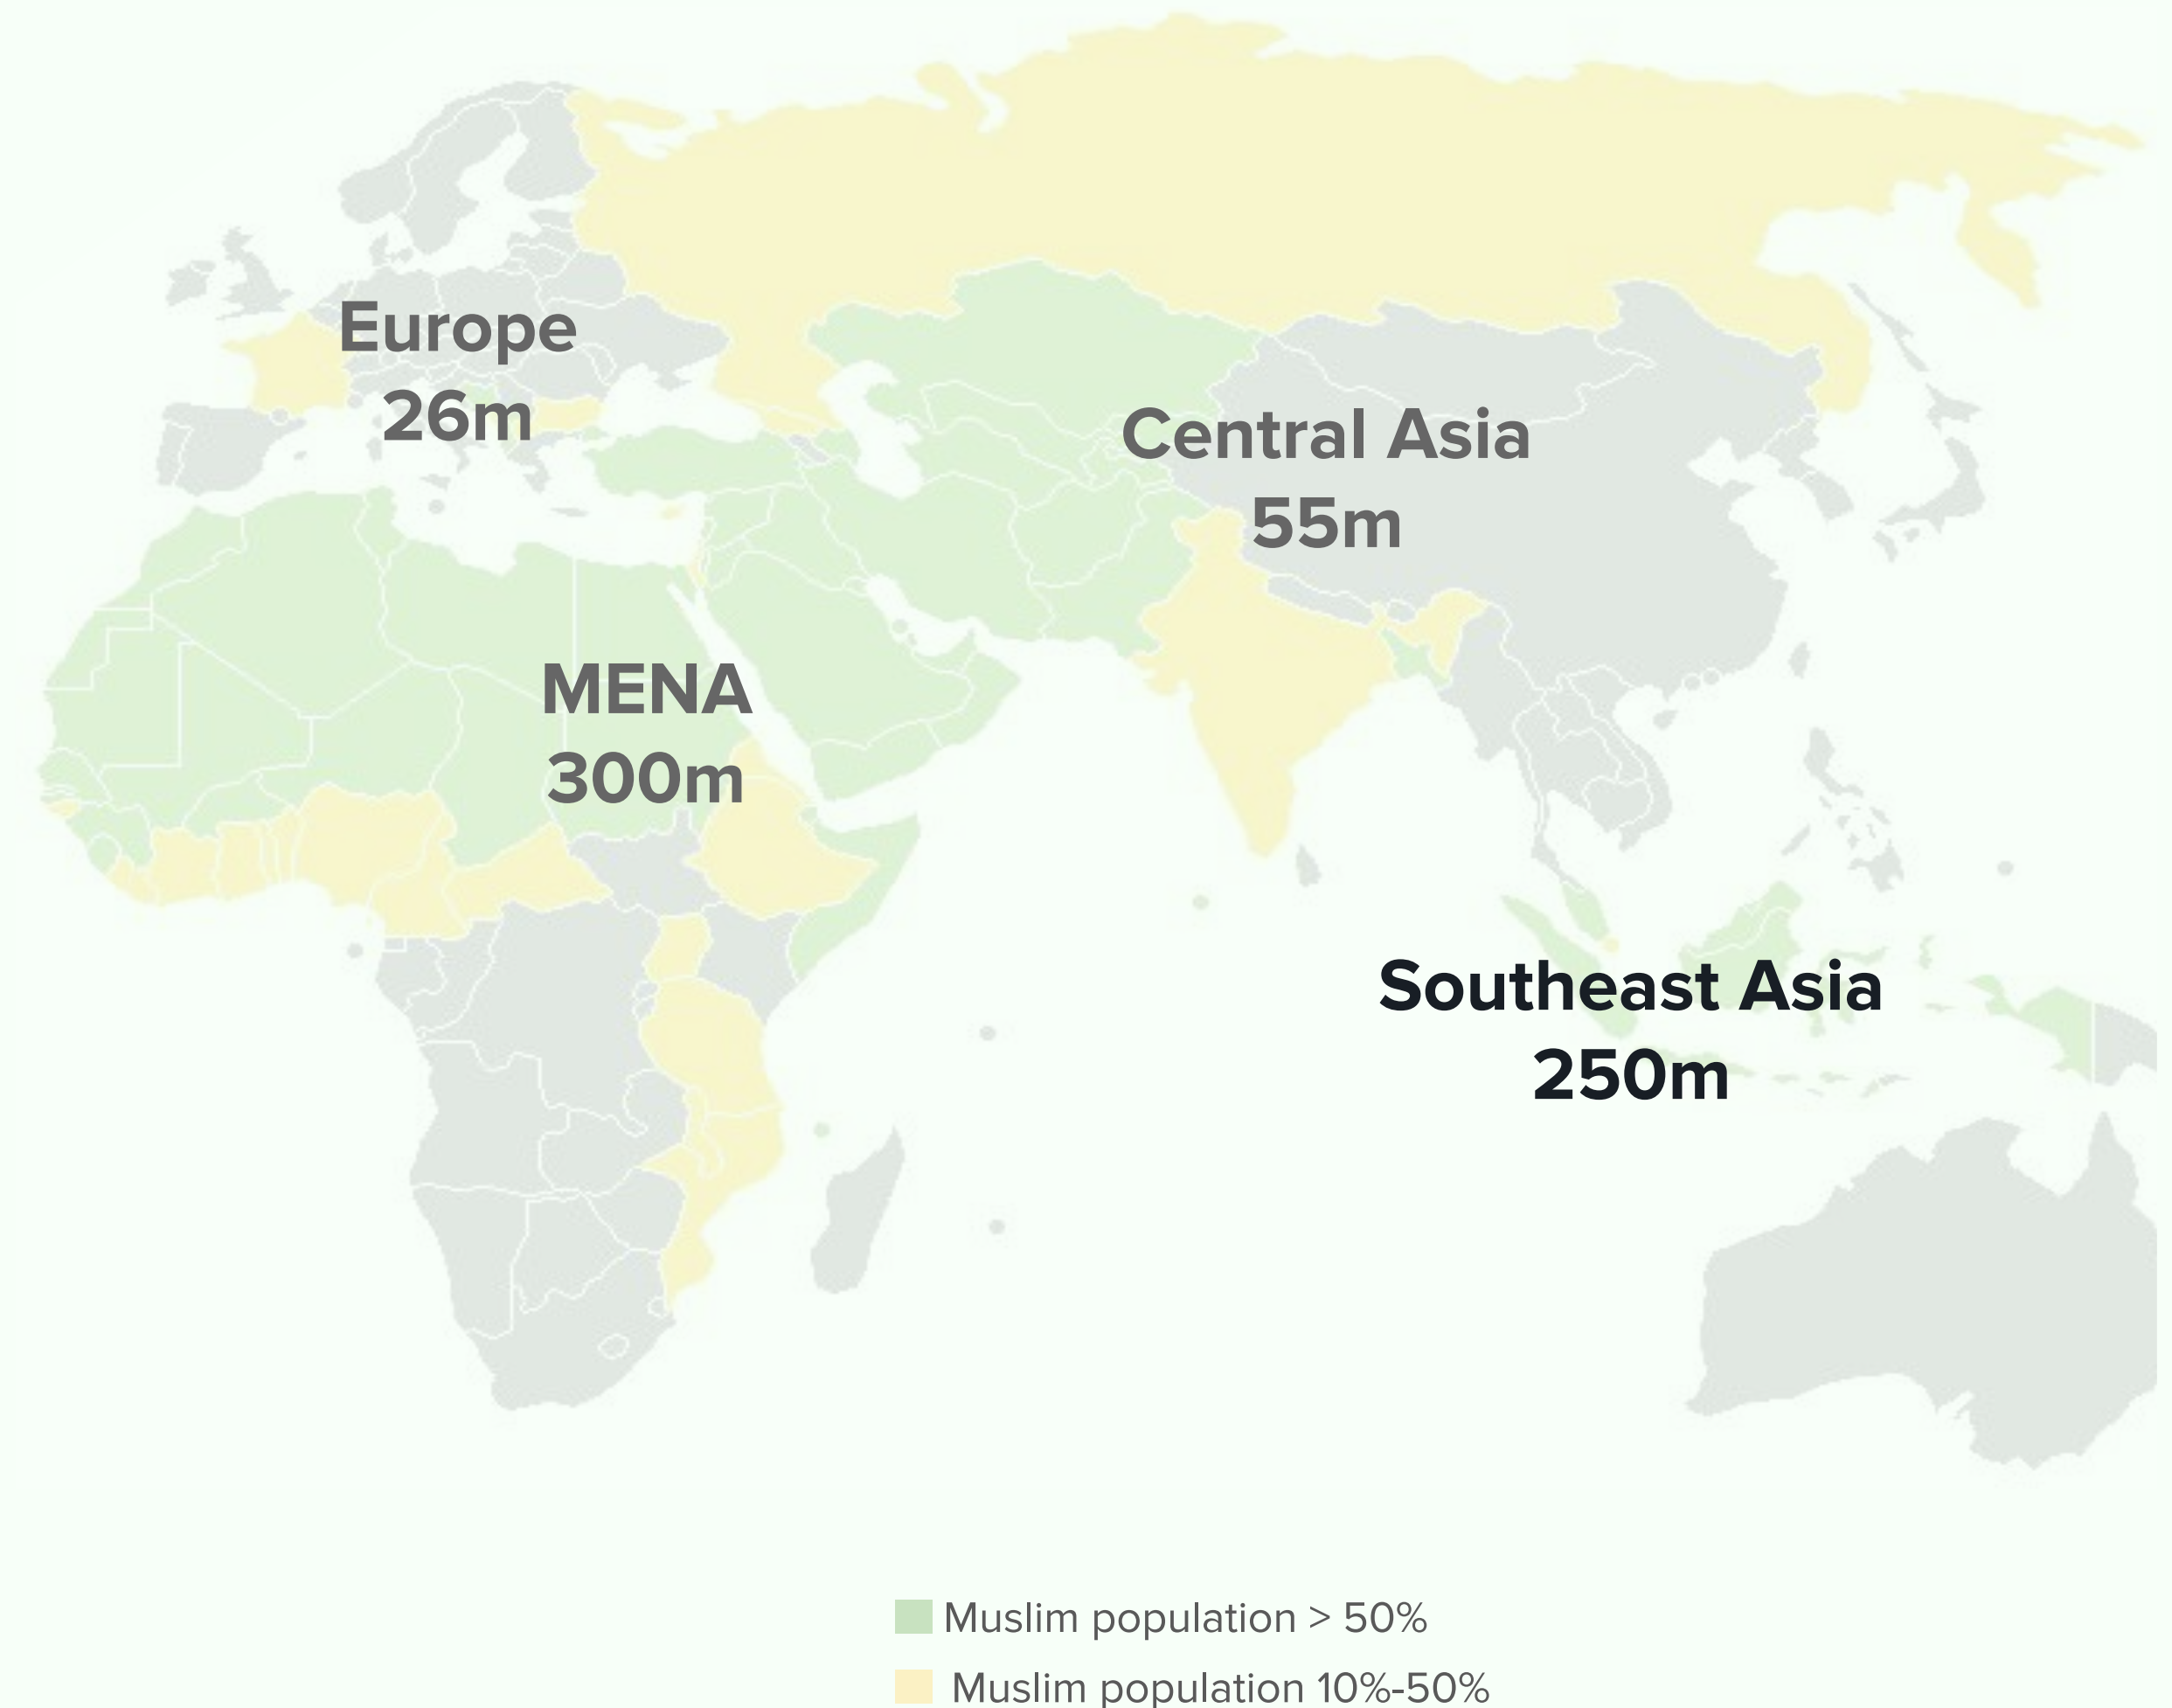 Europe
26m
Central Asia
55m
MENA
300m
Southeast Asia
250m
Muslim population > 50%
Muslim population 10%-50%